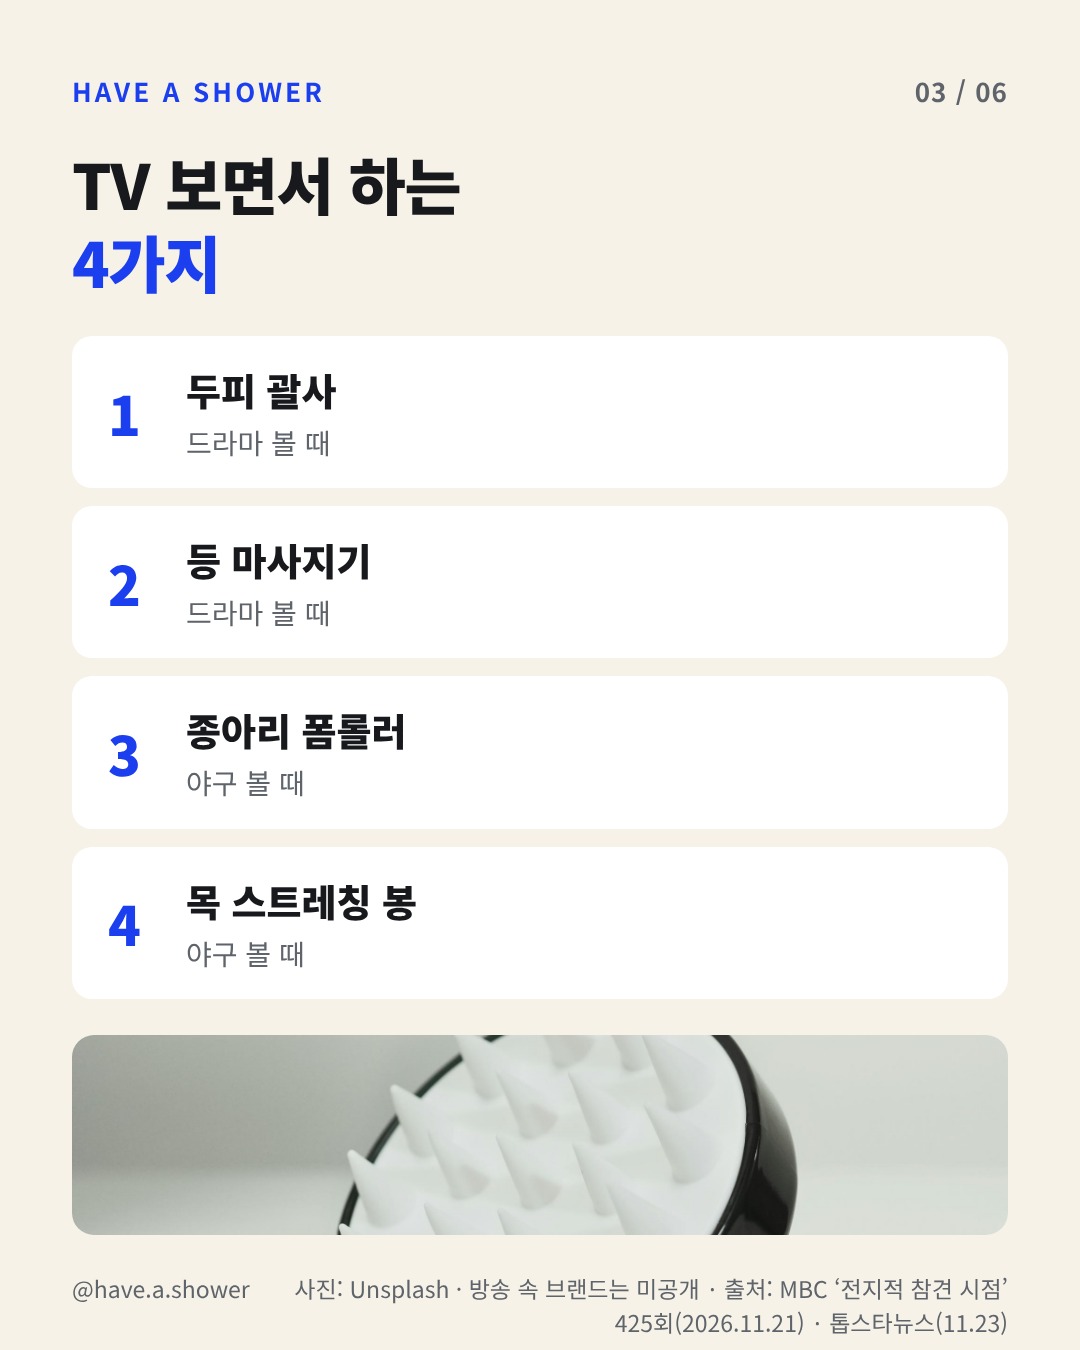 HAVE A SHOWER
03 / 06
TV 보면서 하는
4가지
1
두피 괄사
드라마 볼 때
2
등 마사지기
드라마 볼 때
3
종아리 폼롤러
야구 볼 때
4
목 스트레칭 봉
야구 볼 때
@have.a.shower
사진: Unsplash · 방송 속 브랜드는 미공개 · 출처: MBC ‘전지적 참견 시점’
425회(2026.11.21) · 톱스타뉴스(11.23)